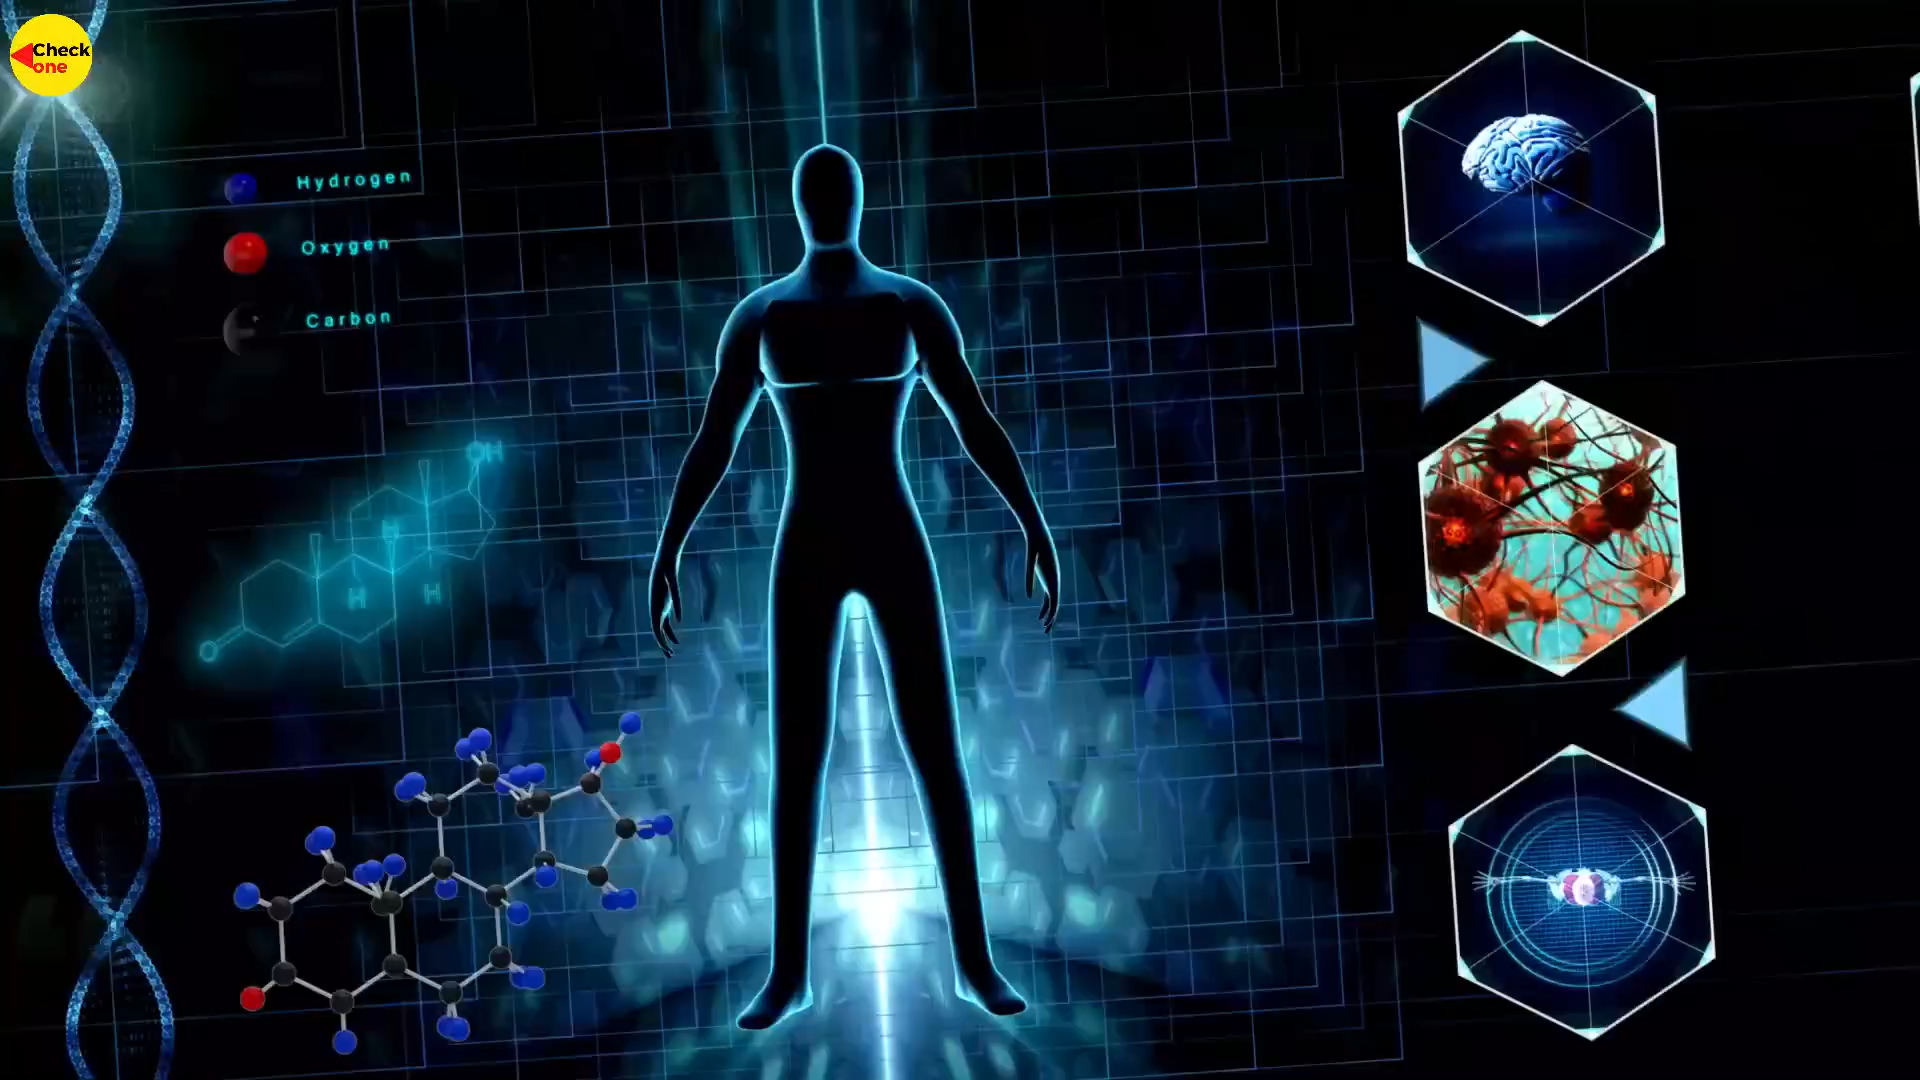 Check
one
Hydrogen
Oxygen
Carbon
OH
H
H
H
O